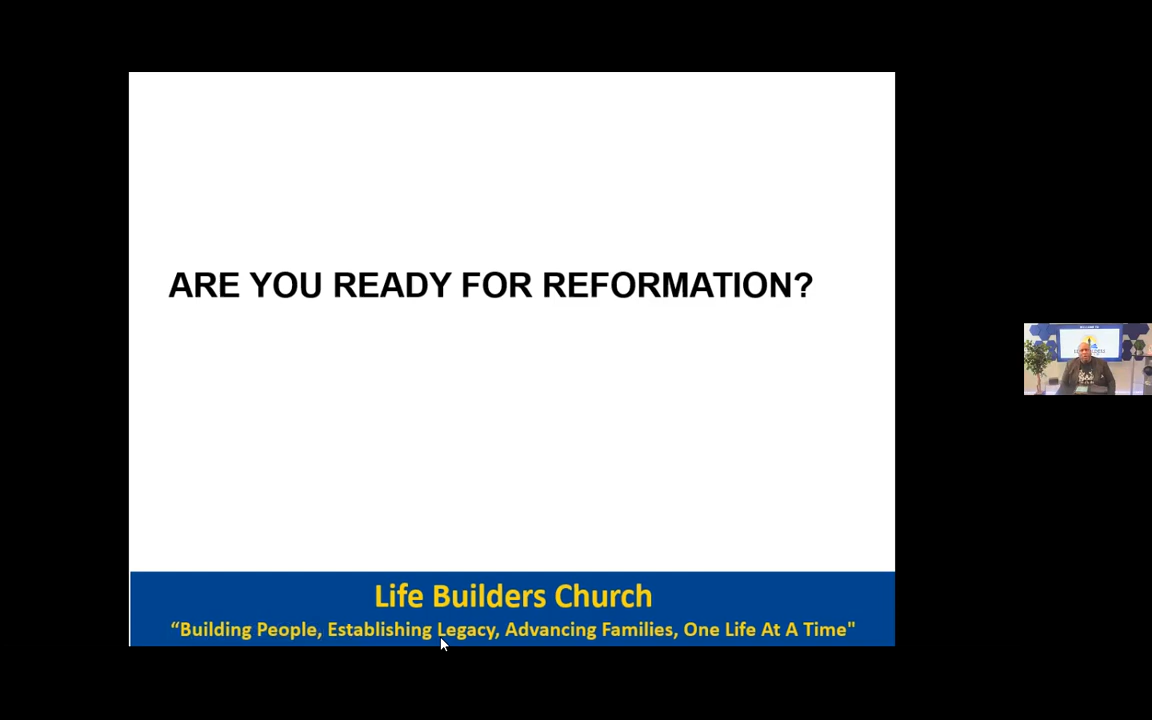 ARE YOU READY FOR REFORMATION?
Life Builders Church
“Building People, Establishing Legacy, Advancing Families, One Life At A Time"